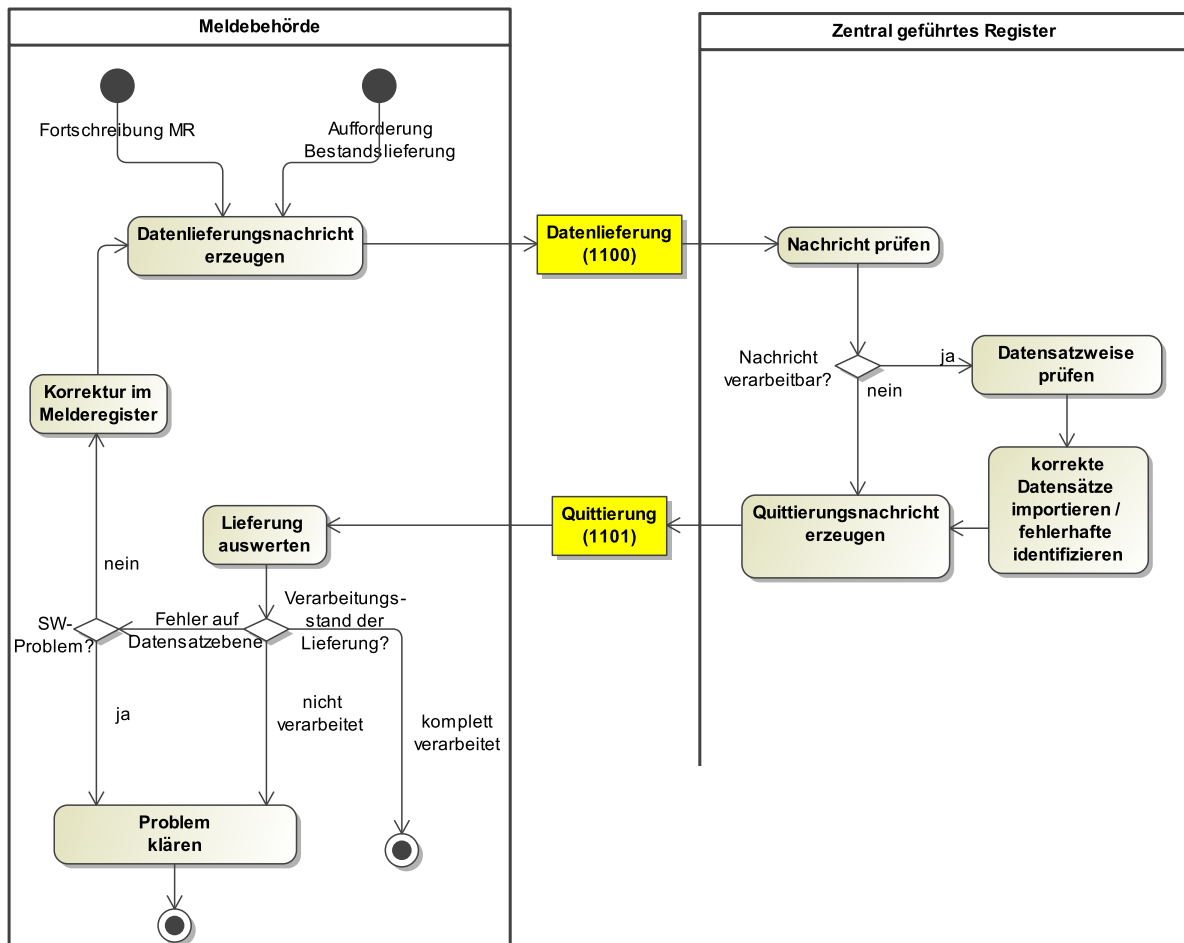 Meldebehörde
Zentral geführtes Register
Fortschreibung MR
Aufforderung
Bestandslieferung
Datenlieferungsnachricht
erzeugen
Datenlieferung
(1100)
Nachricht prüfen
Nachricht
verarbeitbar?
ja
nein
Datensatzweise
prüfen
Korrektur im
Melderegister
korrekte
Datensätze
importieren /
fehlerhafte
identifizieren
Quittierungsnachricht
erzeugen
Quittierung
(1101)
Lieferung
auswerten
nein
Verarbeitungs-
stand der
Lieferung?
Fehler auf
Datensatzebene
SW-
Problem?
ja
nicht
verarbeitet
komplett
verarbeitet
Problem
klären